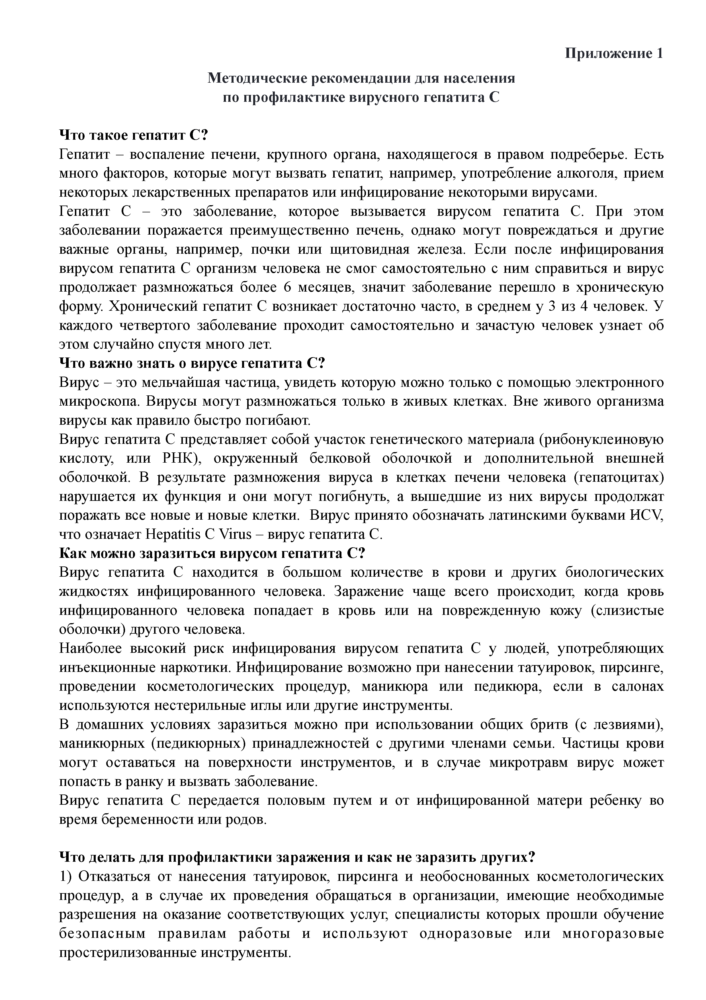 Приложение 1
Методические рекомендации для населения
по профилактике вирусного гепатита С
Что такое гепатит С?
Гепатит – воспаление печени, крупного органа, находящегося в правом подреберье. Есть
много факторов, которые могут вызвать гепатит, например, употребление алкоголя, прием
некоторых лекарственных препаратов или инфицирование некоторыми вирусами.
Гепатит С – это заболевание, которое вызывается вирусом гепатита С. При этом
заболевании поражается преимущественно печень, однако могут повреждаться и другие
важные органы, например, почки или щитовидная железа. Если после инфицирования
вирусом гепатита С организм человека не смог самостоятельно с ним справиться и вирус
продолжает размножаться более 6 месяцев, значит заболевание перешло в хроническую
форму. Хронический гепатит С возникает достаточно часто, в среднем у 3 из 4 человек. У
каждого четвертого заболевание проходит самостоятельно и зачастую человек узнает об
этом случайно спустя много лет.
Что важно знать о вирусе гепатита С?
Вирус – это мельчайшая частица, увидеть которую можно только с помощью электронного
микроскопа. Вирусы могут размножаться только в живых клетках. Вне живого организма
вирусы как правило быстро погибают.
Вирус гепатита С представляет собой участок генетического материала (рибонуклеиновую
кислоту, или РНК), окруженный белковой оболочкой и дополнительной внешней
оболочкой. В результате размножения вируса в клетках печени человека (гепатоцитах)
нарушается их функция и они могут погибнуть, а вышедшие из них вирусы продолжат
поражать все новые и новые клетки. Вирус принято обозначать латинскими буквами ИCV,
что означает Hepatitis C Virus – вирус гепатита С.
Как можно заразиться вирусом гепатита С?
Вирус гепатита С находится в большом количестве в крови и других биологических
жидкостях инфицированного человека. Заражение чаще всего происходит, когда кровь
инфицированного человека попадает в кровь или на поврежденную кожу (слизистые
оболочки) другого человека.
Наиболее высокий риск инфицирования вирусом гепатита С у людей, употребляющих
инъекционные наркотики. Инфицирование возможно при нанесении татуировок, пирсинге,
проведении косметологических процедур, маникюра или педикюра, если в салонах
используются нестерильные иглы или другие инструменты.
В домашних условиях заразиться можно при использовании общих бритв (с лезвиями),
маникюрных (педикюрных) принадлежностей с другими членами семьи. Частицы крови
могут оставаться на поверхности инструментов, и в случае микротравм вирус может
попасть в ранку и вызвать заболевание.
Вирус гепатита С передается половым путем и от инфицированной матери ребенку во
время беременности или родов.
Что делать для профилактики заражения и как не заразить других?
1) Отказаться от нанесения татуировок, пирсинга и необоснованных косметологических
процедур, а в случае их проведения обращаться в организации, имеющие необходимые
разрешения на оказание соответствующих услуг, специалисты которых прошли обучение
безопасным правилам работы и используют одноразовые или многоразовые
простерилизованные инструменты.